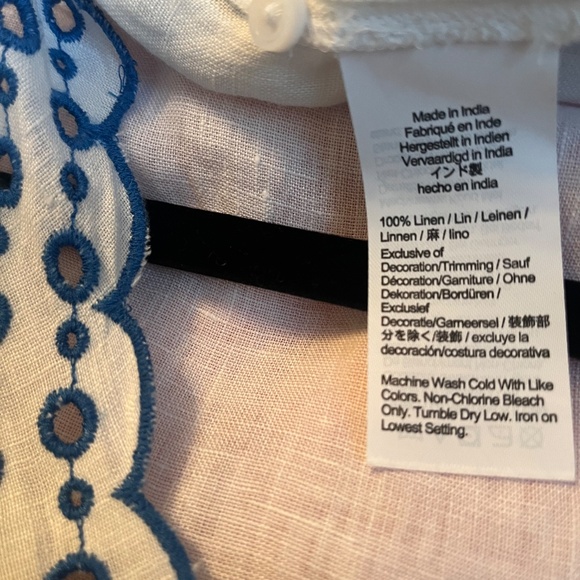 Made in India
Fabriqué en Inde
Hergestellt in Indien
Vervaardigd in India
インド製
hecho en india
100% Linen / Lin / Leinen /
Linnen / 麻 / lino
Exclusive of
Decoration/Trimming / Sauf
Décoration/Garniture / Ohne
Dekoration/Bordüren /
Exclusief
Decoratie/Garneersel / 装飾部
分を除く/装飾 / excluye la
decoración/costura decorativa
Machine Wash Cold With Like
Colors. Non-Chlorine Bleach
Only. Tumble Dry Low. Iron on
Lowest Setting.